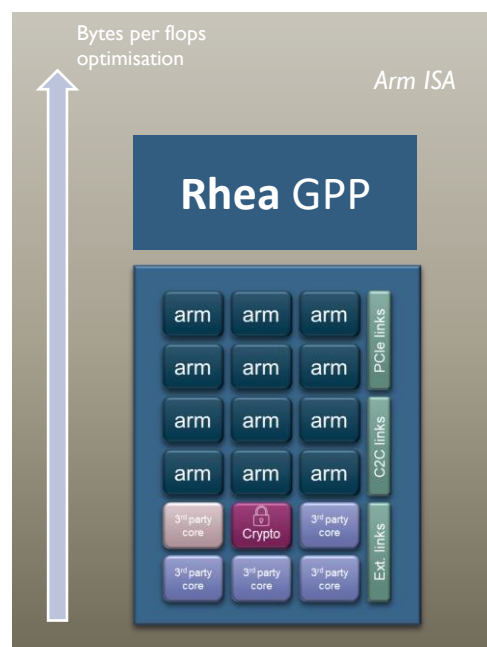 Bytes per flops
optimisation
Arm ISA
Rhea GPP
arm arm arm
arm arm arm
PCIe links
arm arm arm
arm arm arm
C2C links
3rd party
core
Crypto
3rd party
core
3rd party
core
3rd party
core
3rd party
core
Ext. links